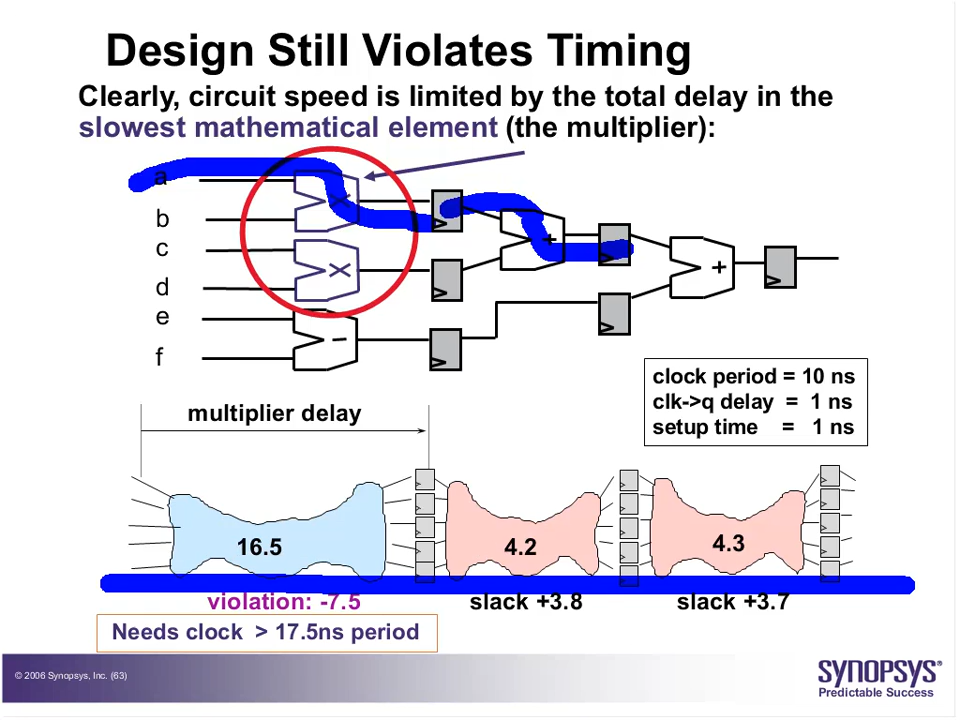 Design Still Violates Timing
Clearly, circuit speed is limited by the total delay in the
slowest mathematical element (the multiplier):
a
b
c
d
e
f
X
X
–
+
+
clock period = 10 ns
clk->q delay = 1 ns
setup time = 1 ns
multiplier delay
16.5
4.2
4.3
violation: -7.5
slack +3.8
slack +3.7
Needs clock > 17.5ns period
© 2006 Synopsys, Inc. (63)
SYNOPSYS®
Predictable Success